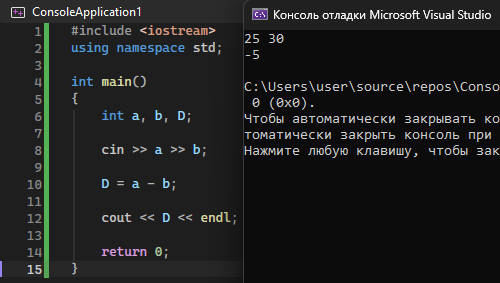 ConsoleApplication1
1 #include <iostream>
2 using namespace std;
3
4 int main()
5 {
6 int a, b, D;
7
8 cin >> a >> b;
9
10 D = a - b;
11
12 cout << D << endl;
13
14 return 0;
15 }
Консоль отладки Microsoft Visual Studio
25 30
-5
C:\Users\user\source\repos\Conso
0 (0x0).
Чтобы автоматически закрывать ко
томатически закрыть консоль при
Нажмите любую клавишу, чтобы зак